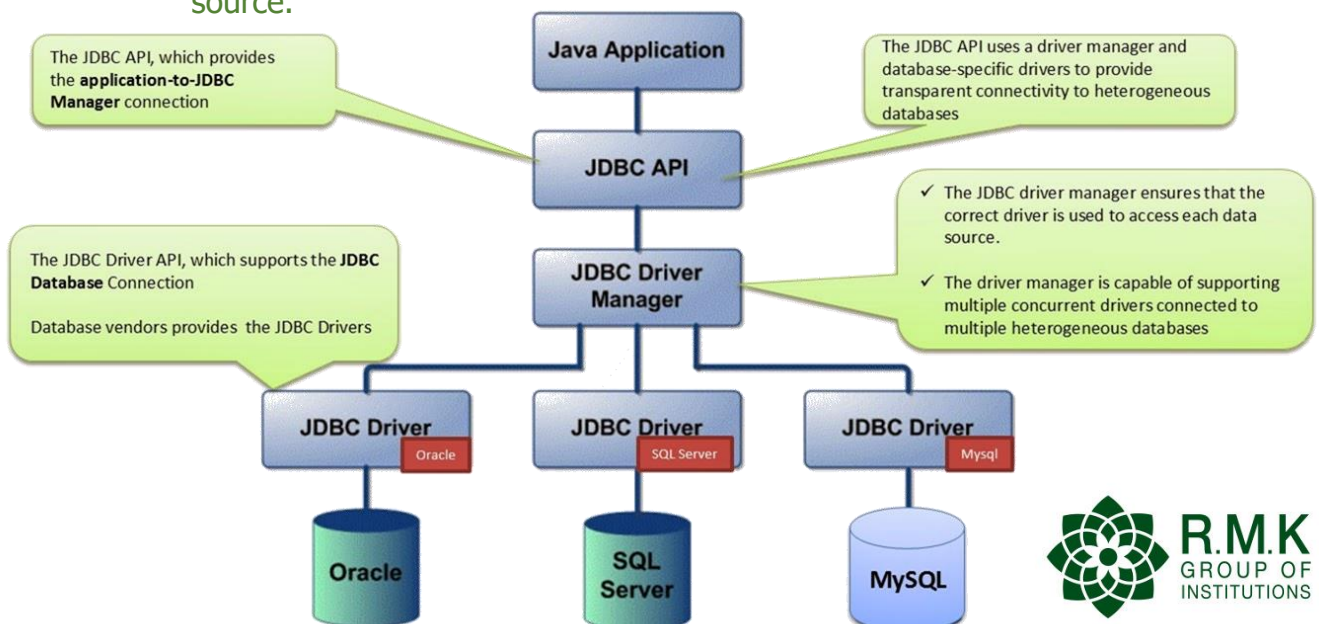 source.
Java Application
The JDBC API, which provides
the application-to-JDBC
Manager connection
The JDBC API uses a driver manager and
database-specific drivers to provide
transparent connectivity to heterogeneous
databases
JDBC API
✓ The JDBC driver manager ensures that the
correct driver is used to access each data
source.
✓ The driver manager is capable of supporting
multiple concurrent drivers connected to
multiple heterogeneous databases
The JDBC Driver API, which supports the JDBC
Database Connection
Database vendors provides the JDBC Drivers
JDBC Driver
Manager
JDBC Driver
Oracle
JDBC Driver
SQL Server
JDBC Driver
Mysql
Oracle
SQL
Server
MySQL
R.M.K
GROUP OF
INSTITUTIONS